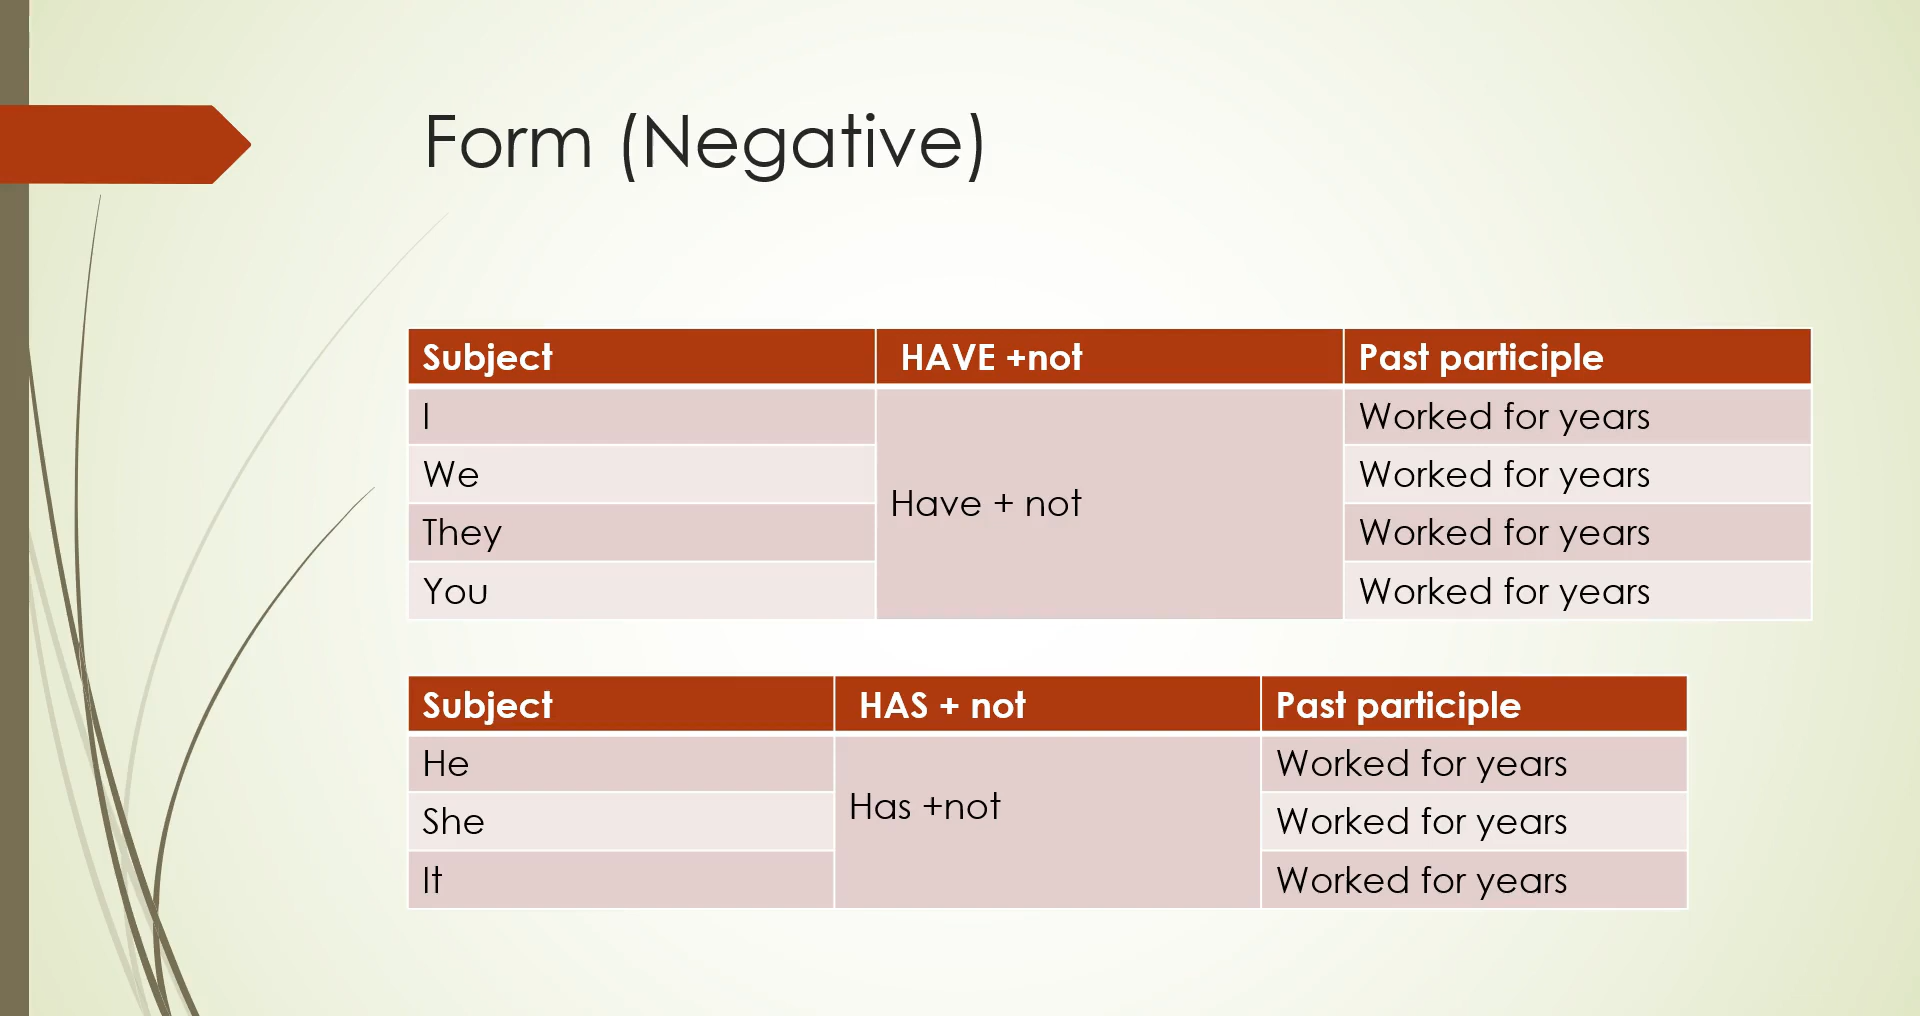 Form (Negative)
Subject HAVE +not Past participle
I Worked for years
We Worked for years
Have + not
They Worked for years
You Worked for years
Subject HAS + not Past participle
He Worked for years
Has +not
She Worked for years
It Worked for years